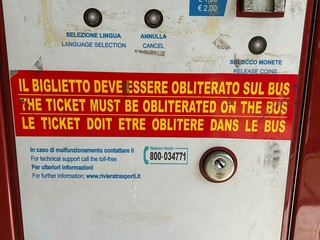 € 2,00
SELEZIONE LINGUA
LANGUAGE SELECTION
ANNULLA
CANCEL
SBLOCCO MONETE
RELEASE COINS
IL BIGLIETTO DEVE ESSERE OBLITERATO SUL BUS
THE TICKET MUST BE OBLITERATED ON THE BUS
LE TICKET DOIT ETRE OBLITERE DANS LE BUS
In caso di malfunzionamento contattare il
For technical support call the toll-free
Numero Verde
800-034771
Per ulteriori informazioni
For further information: www.rivieratrasporti.it